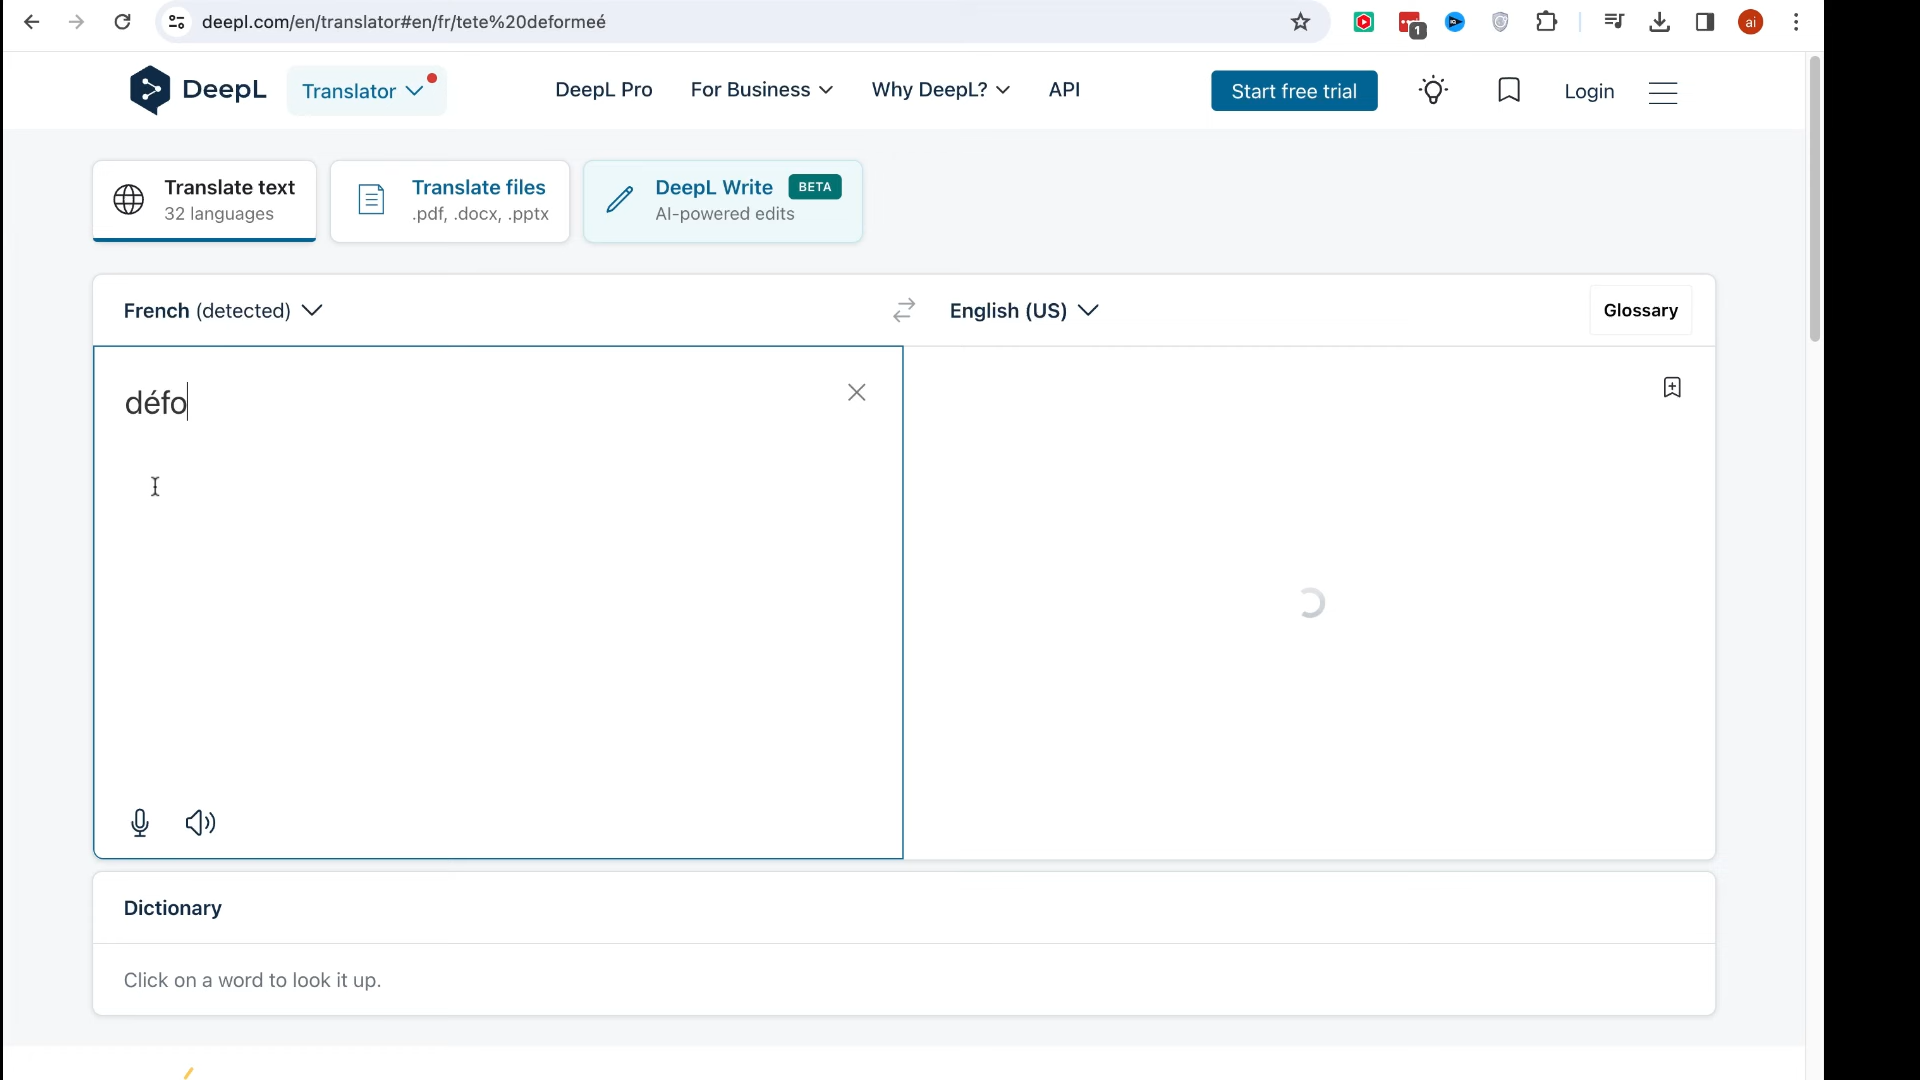 deepl.com/en/translator#en/fr/tete%20deformeé
1
ai
DeepL
Translator
DeepL Pro
For Business
Why DeepL?
API
Start free trial
Login
Translate text
32 languages
Translate files
.pdf, .docx, .pptx
DeepL Write BETA
AI-powered edits
French (detected)
English (US)
Glossary
défo
Dictionary
Click on a word to look it up.